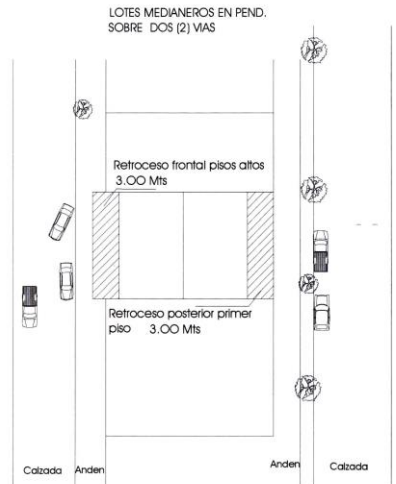 LOTES MEDIANEROS EN PEND.
SOBRE DOS (2) VIAS
Retroceso frontal pisos altos
3.00 Mts
Retroceso posterior primer
piso 3.00 Mts
Calzada Anden Anden Calzada